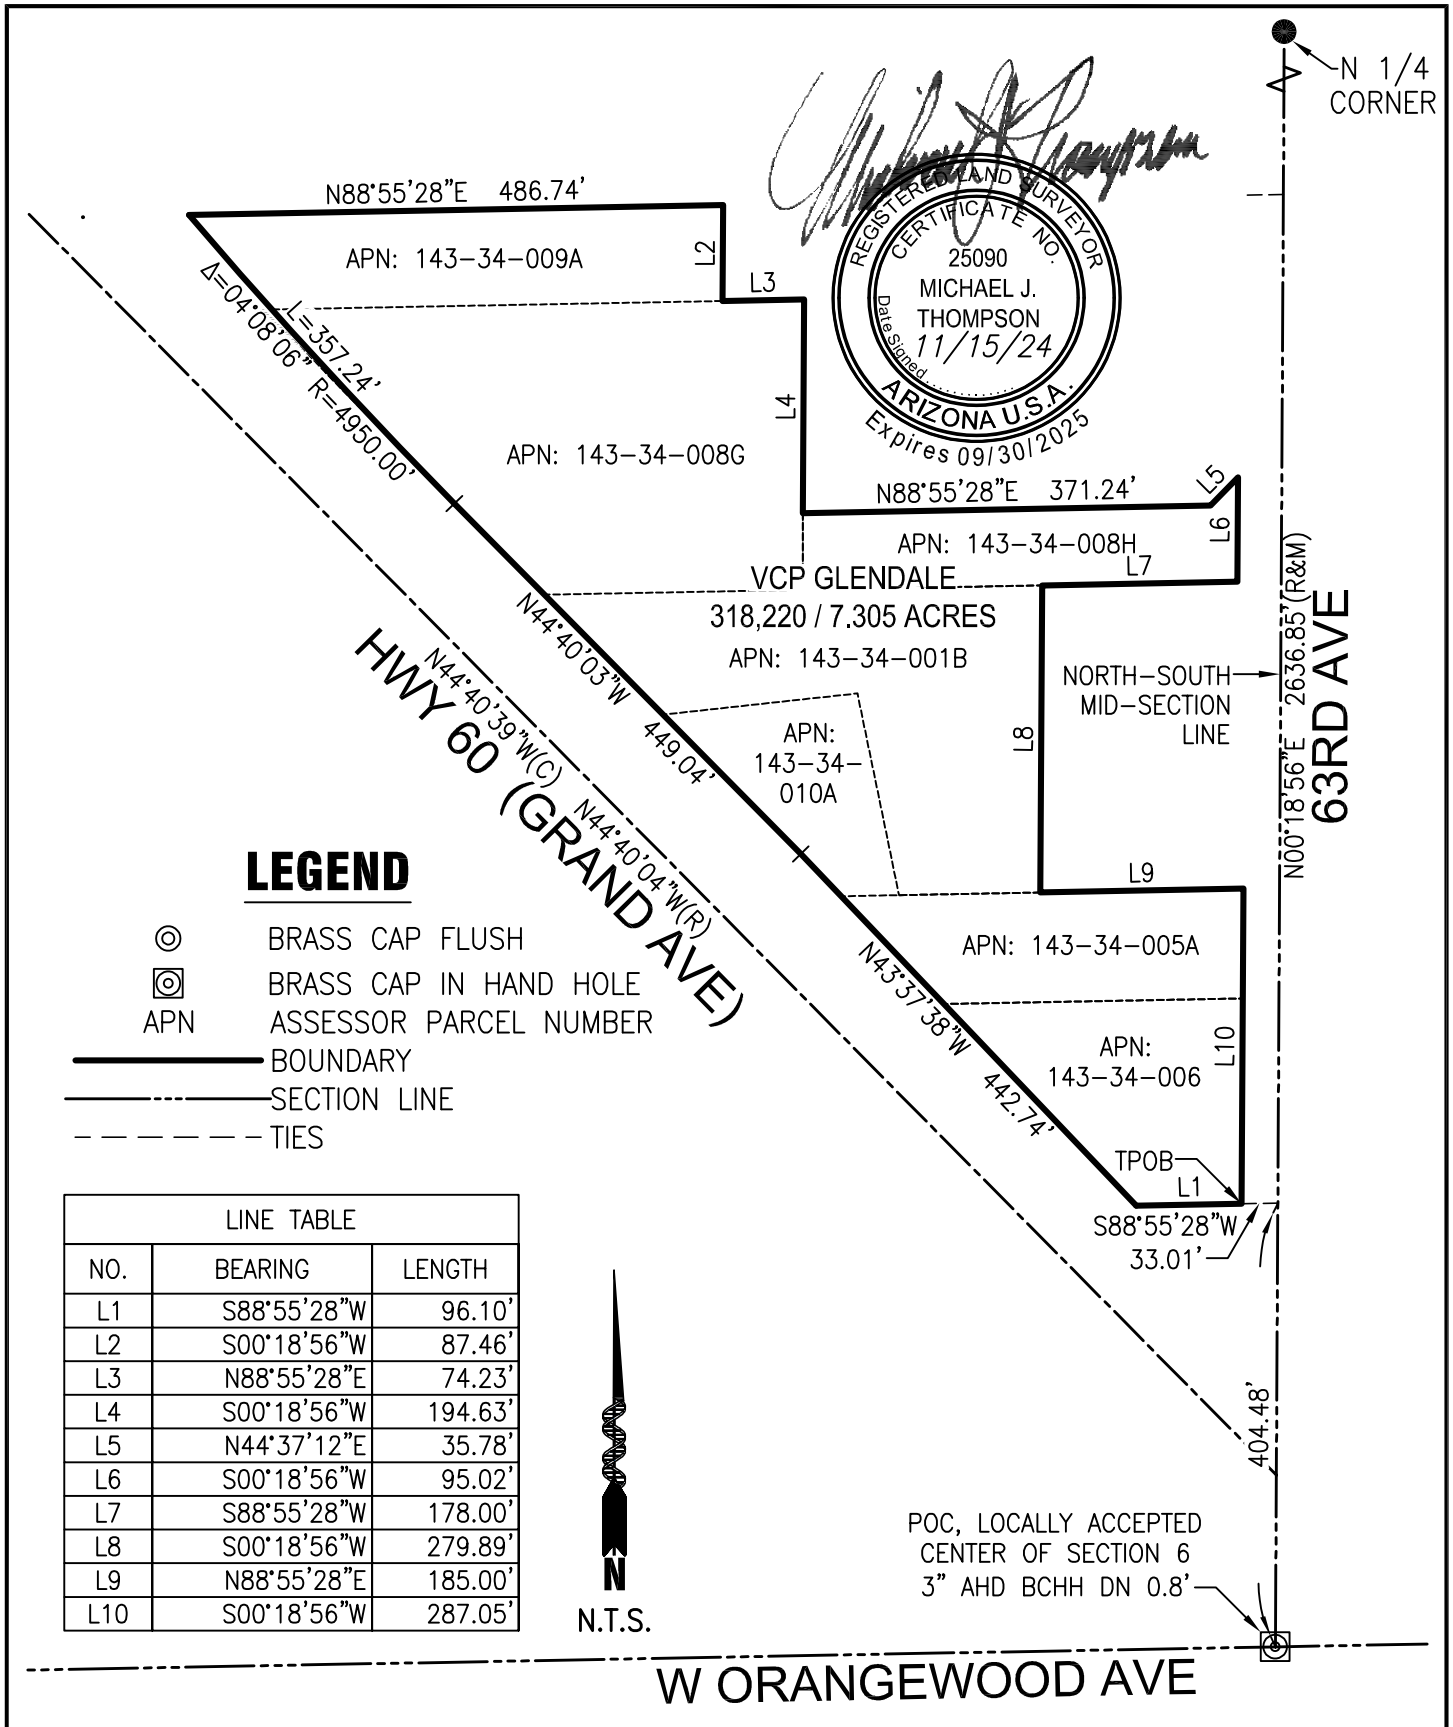 N 1/4
CORNER
N88°55'28"E 486.74'
APN: 143-34-009A
L2
L3
Δ=04°08'06" R=4950.00'
L=357.24'
APN: 143-34-008G
L4
REGISTERED LAND SURVEYOR
CERTIFICATE NO.
25090
MICHAEL J.
THOMPSON
11/15/24
Date Signed
ARIZONA U.S.A.
Expires 09/30/2025
N88°55'28"E 371.24'
L5
L6
APN: 143-34-008H
L7
VCP GLENDALE
318,220 / 7.305 ACRES
APN: 143-34-001B
N44°40'03"W 449.04'
HWY 60 (GRAND AVE)
N44°40'39"W(C)
N44°40'04"W(R)
APN:
143-34-
010A
L8
NORTH-SOUTH
MID-SECTION
LINE
N00°18'56"E 2636.85'(R&M)
63RD AVE
L9
APN: 143-34-005A
N43°37'38"W 442.74'
APN:
143-34-006
L10
TPOB
L1
S88°55'28"W
33.01'
404.48'
LEGEND
BRASS CAP FLUSH
BRASS CAP IN HAND HOLE
APN ASSESSOR PARCEL NUMBER
BOUNDARY
SECTION LINE
TIES
LINE TABLE
NO. BEARING LENGTH
L1 S88°55'28"W 96.10'
L2 S00°18'56"W 87.46'
L3 N88°55'28"E 74.23'
L4 S00°18'56"W 194.63'
L5 N44°37'12"E 35.78'
L6 S00°18'56"W 95.02'
L7 S88°55'28"W 178.00'
L8 S00°18'56"W 279.89'
L9 N88°55'28"E 185.00'
L10 S00°18'56"W 287.05'
N
N.T.S.
POC, LOCALLY ACCEPTED
CENTER OF SECTION 6
3" AHD BCHH DN 0.8'
W ORANGEWOOD AVE